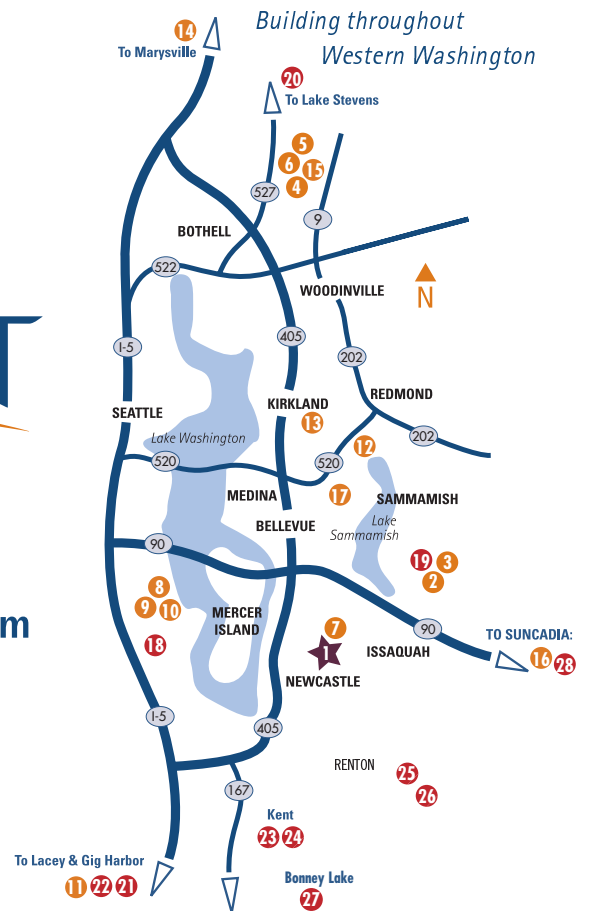 Building throughout
Western Washington
14
To Marysville
20
To Lake Stevens
5
6 15
4
527
9
BOTHELL
522
WOODINVILLE
N
405
I-5
202
REDMOND
KIRKLAND
SEATTLE
13
202
Lake Washington
12
520
520
MEDINA
17
SAMMAMISH
BELLEVUE
Lake
Sammamish
90
19 3
2
8
9 10
MERCER
ISLAND
7
90
m
TO SUNCADIA:
18
1
ISSAQUAH
16 28
NEWCASTLE
I-5
405
RENTON
25
167
26
Kent
23 24
To Lacey & Gig Harbor
11 22 21
Bonney Lake
27